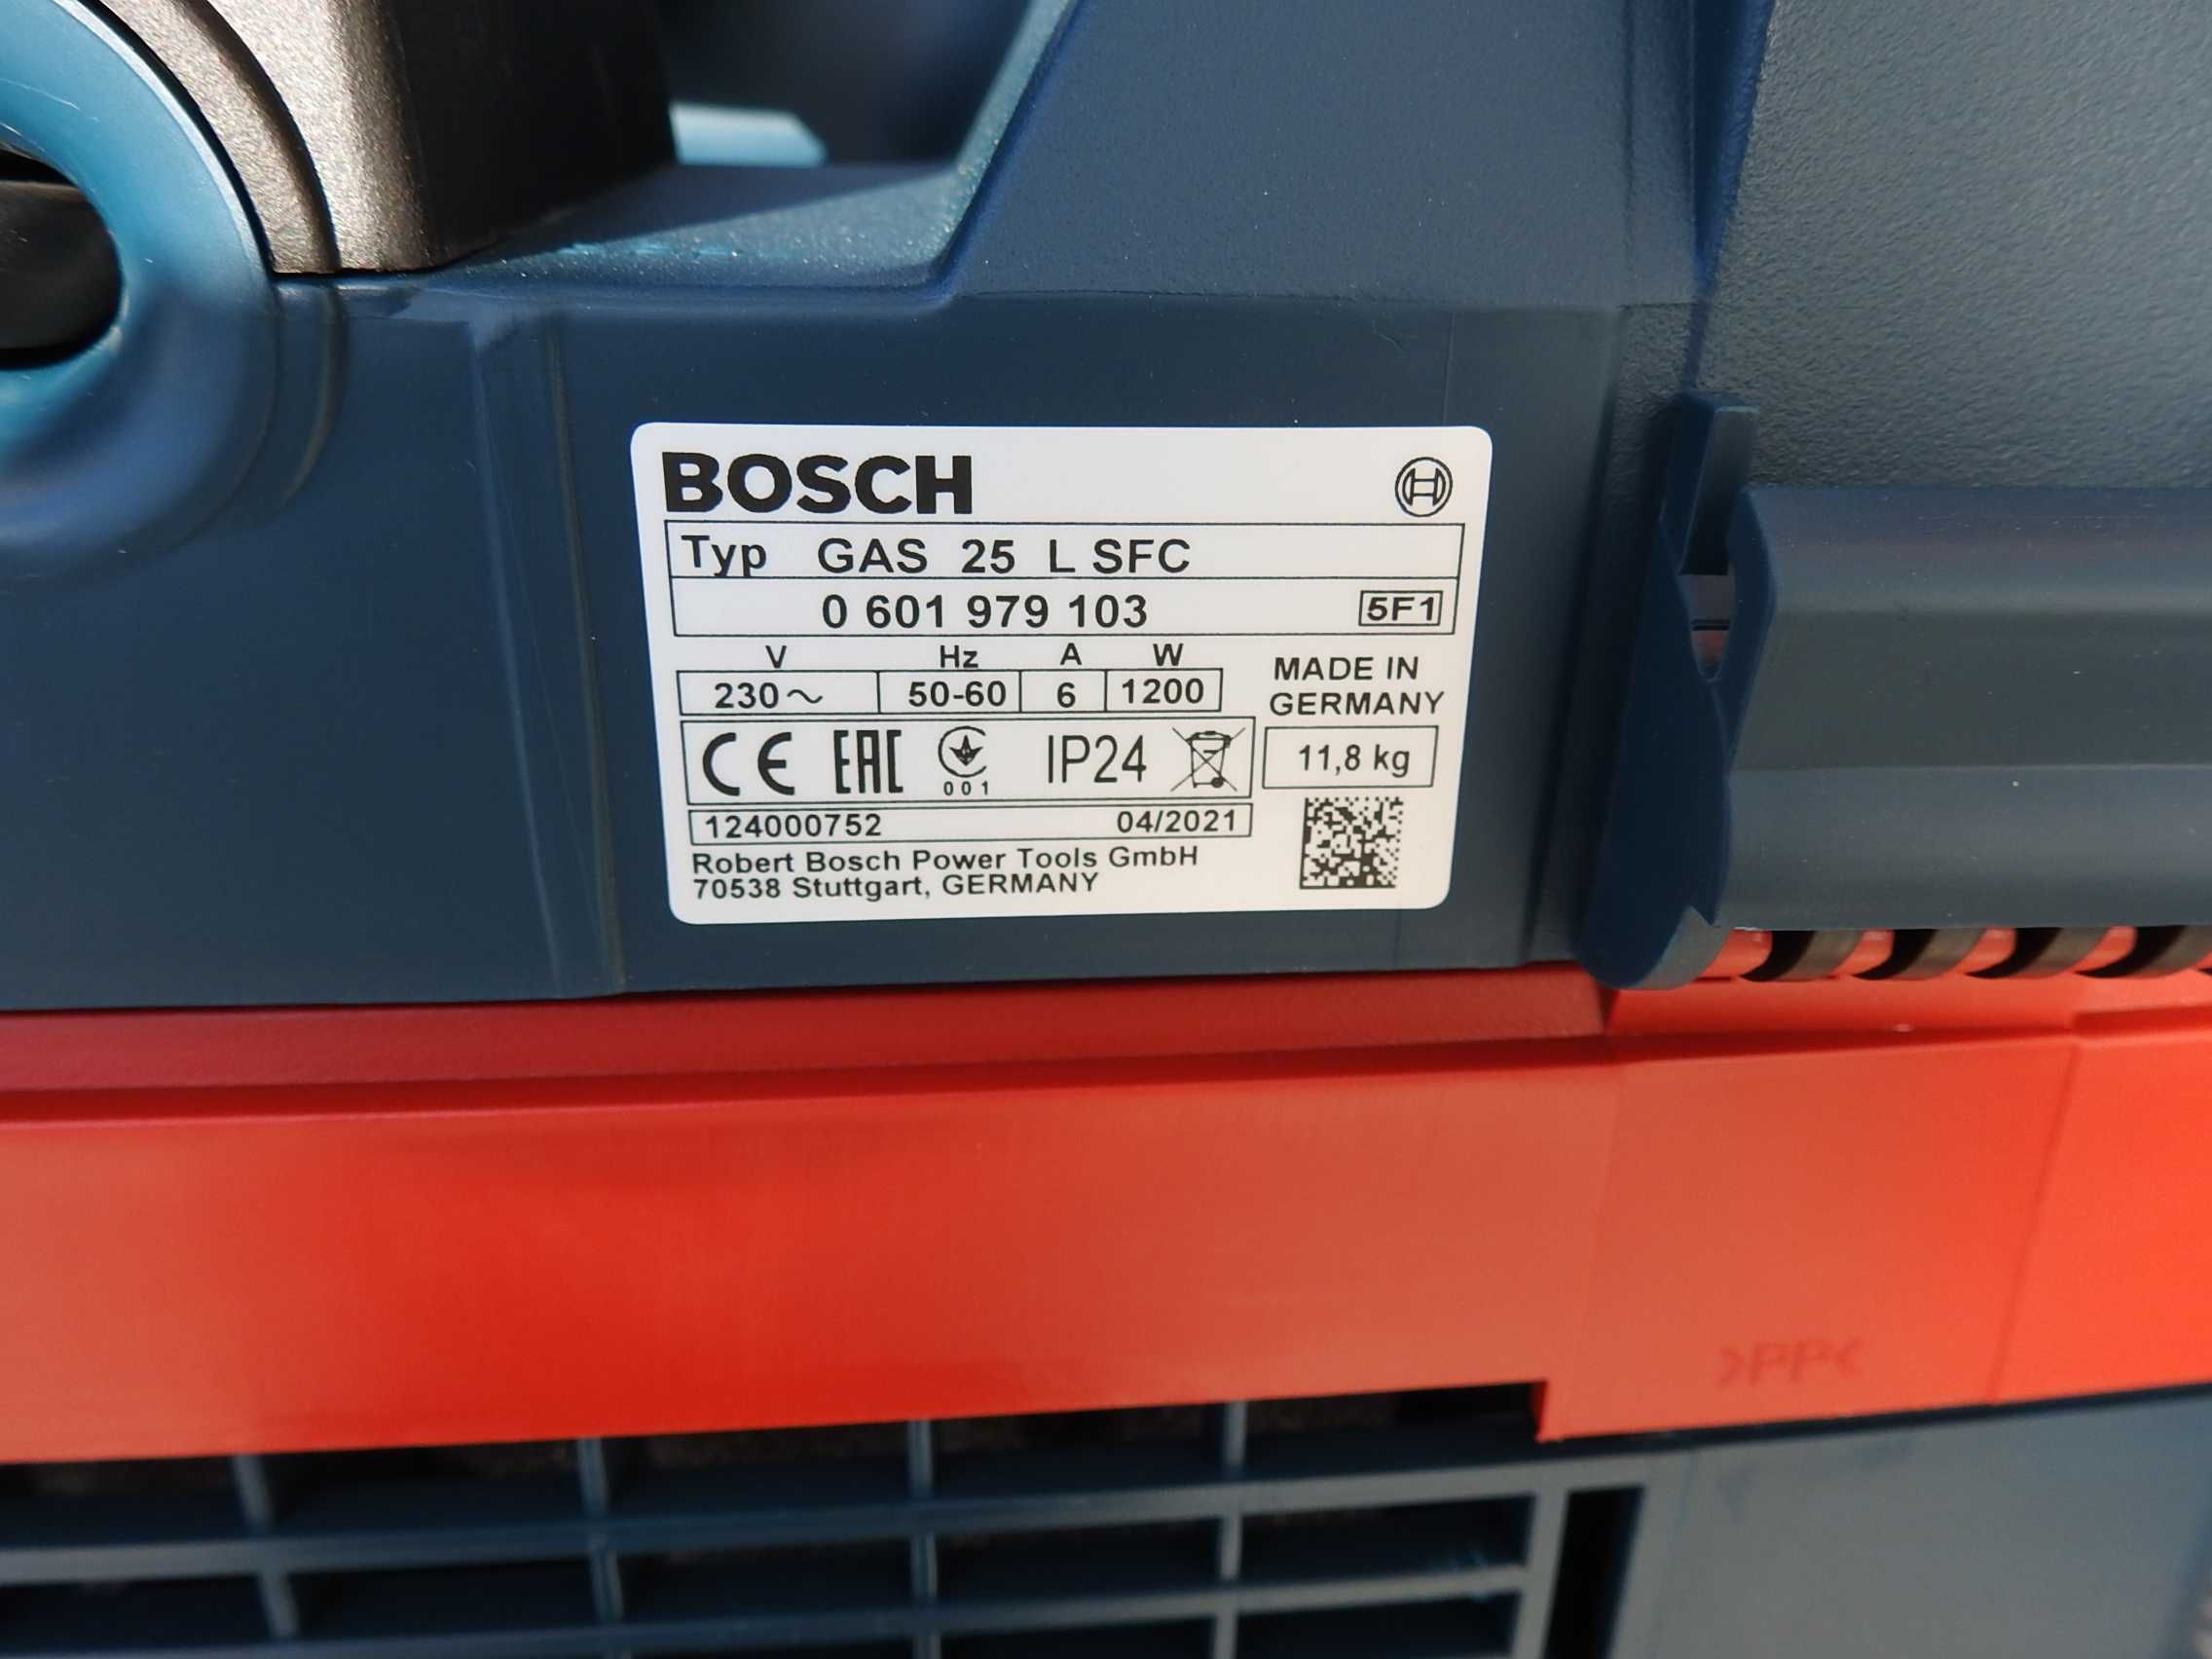 BOSCH
Typ GAS 25 L SFC
0 601 979 103 5F1
V Hz A W
230~ 50-60 6 1200
MADE IN
GERMANY
CE EAC 001 IP24
11,8 kg
124000752 04/2021
Robert Bosch Power Tools GmbH
70538 Stuttgart, GERMANY
>PP<